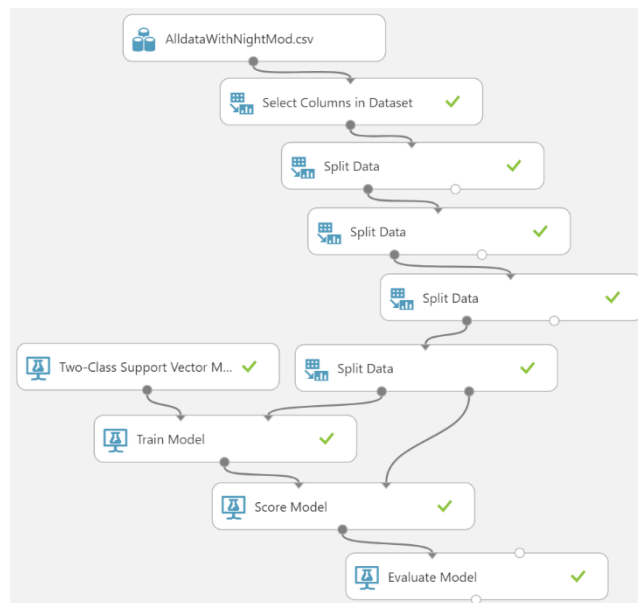 AlldataWithNightMod.csv
Select Columns in Dataset
Split Data
Split Data
Split Data
Two-Class Support Vector M...
Split Data
Train Model
Score Model
Evaluate Model